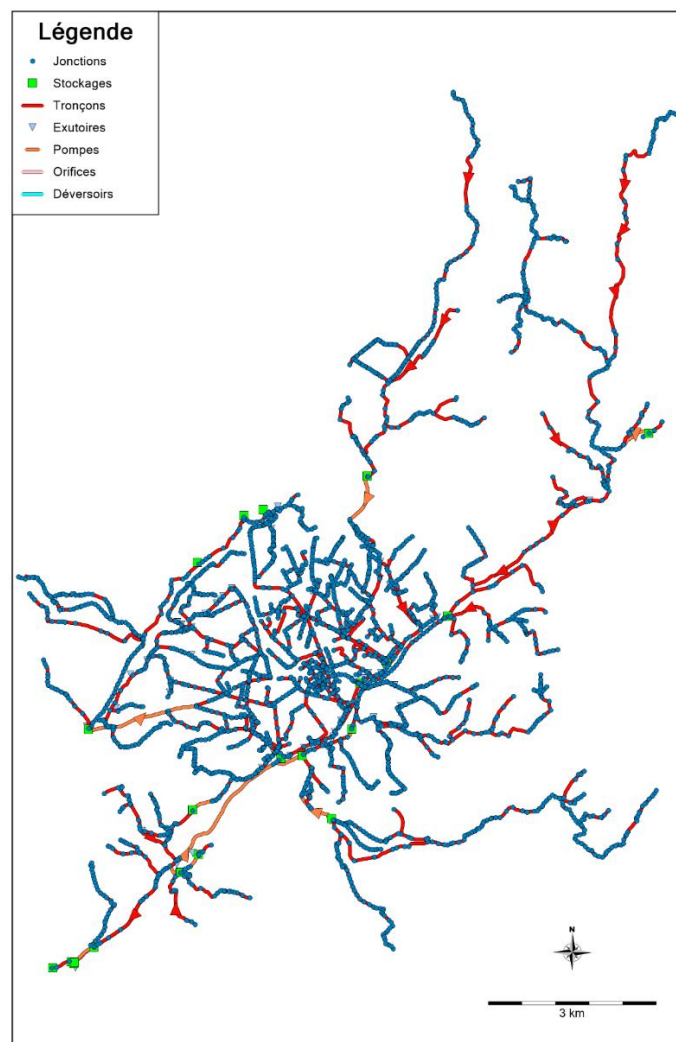 Légende
Jonctions
Stockages
Tronçons
Exutoires
Pompes
Orifices
Déversoirs
N
3 km